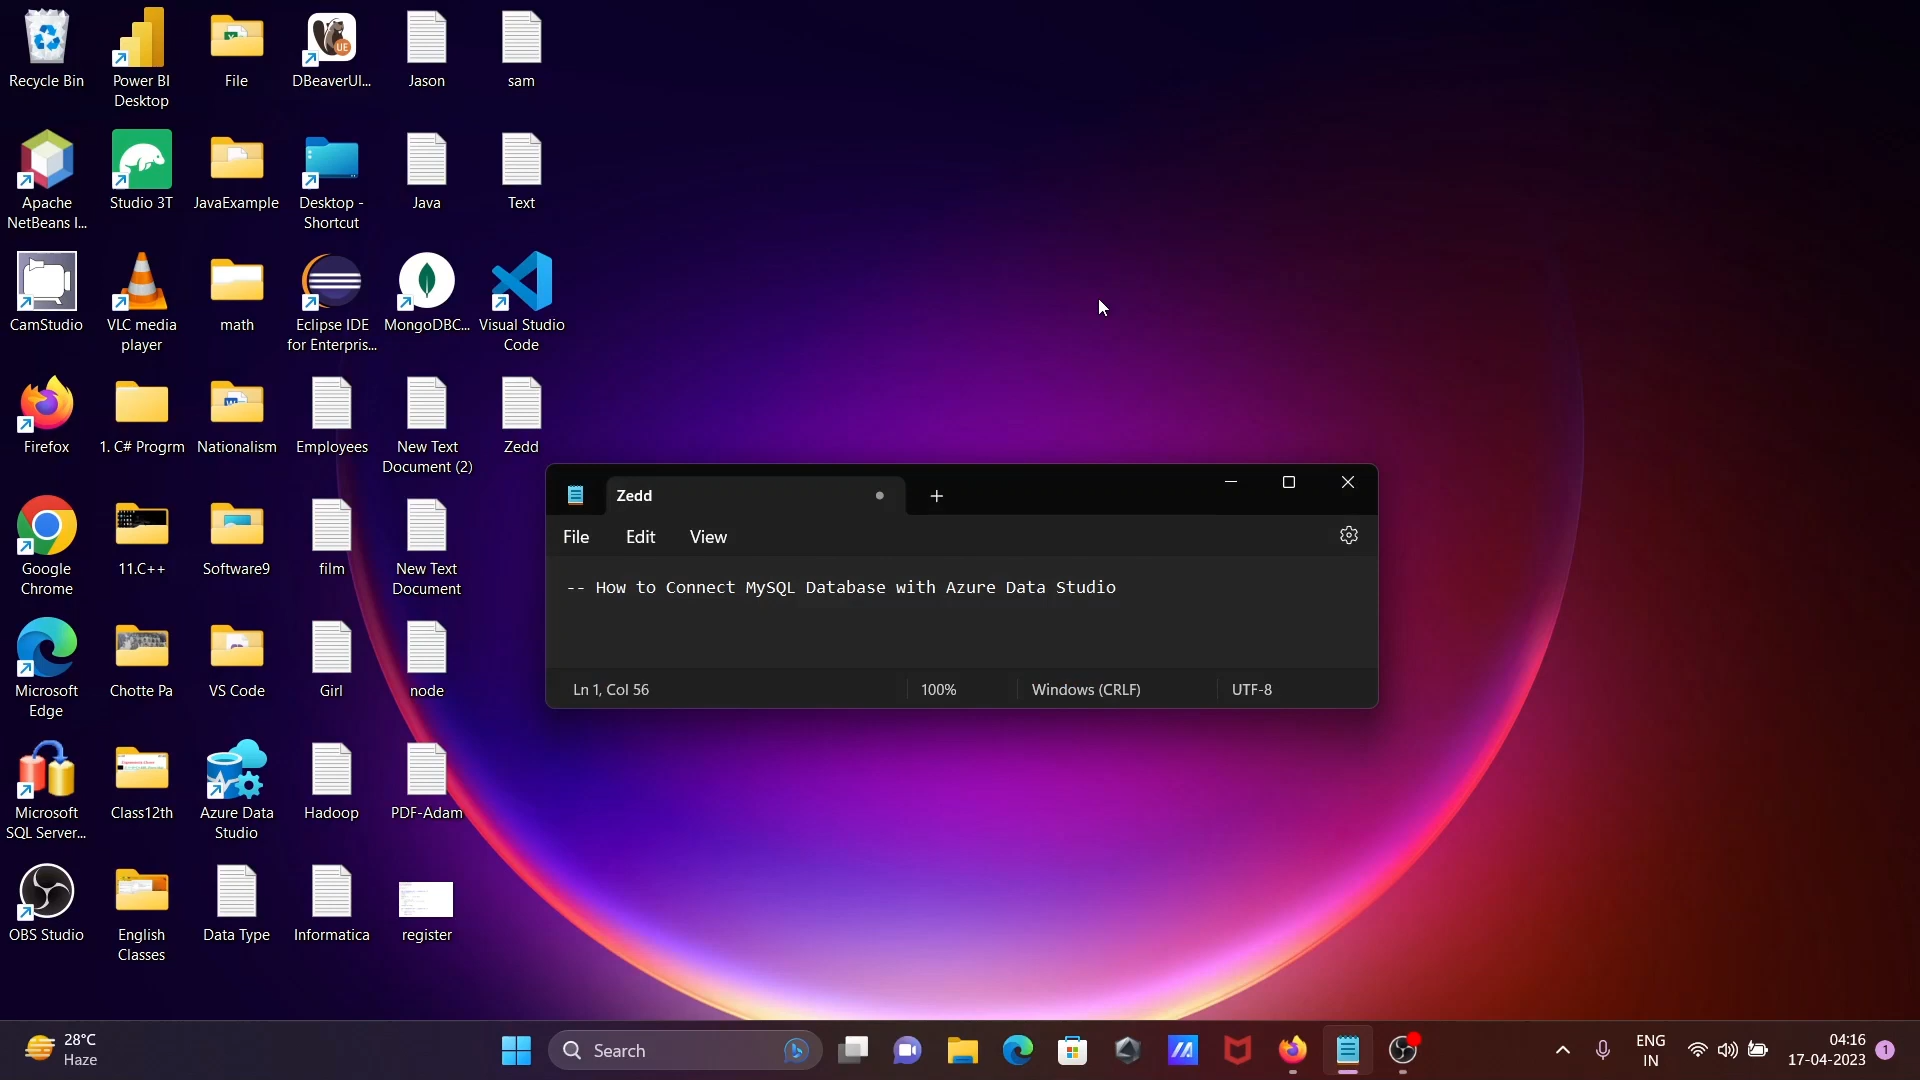 Recycle Bin
Power BI
Desktop
File
DBeaverUl...
Jason
sam
Apache
NetBeans I...
Studio 3T
JavaExample
Desktop -
Shortcut
Java
Text
CamStudio
VLC media
player
math
Eclipse IDE
for Enterpris...
MongoDBC...
Visual Studio
Code
Firefox
1. C# Progrm
Nationalism
Employees
New Text
Document (2)
Zedd
Google
Chrome
11.C++
Software9
film
New Text
Document
Microsoft
Edge
Chotte Pa
VS Code
Girl
node
Microsoft
SQL Server...
Class12th
Azure Data
Studio
Hadoop
PDF-Adam
OBS Studio
English
Classes
Data Type
Informatica
register
Zedd
File Edit View
-- How to Connect MySQL Database with Azure Data Studio
Ln 1, Col 56 100% Windows (CRLF) UTF-8
28°C
Haze
Search
ENG
IN
04:16
17-04-2023
1